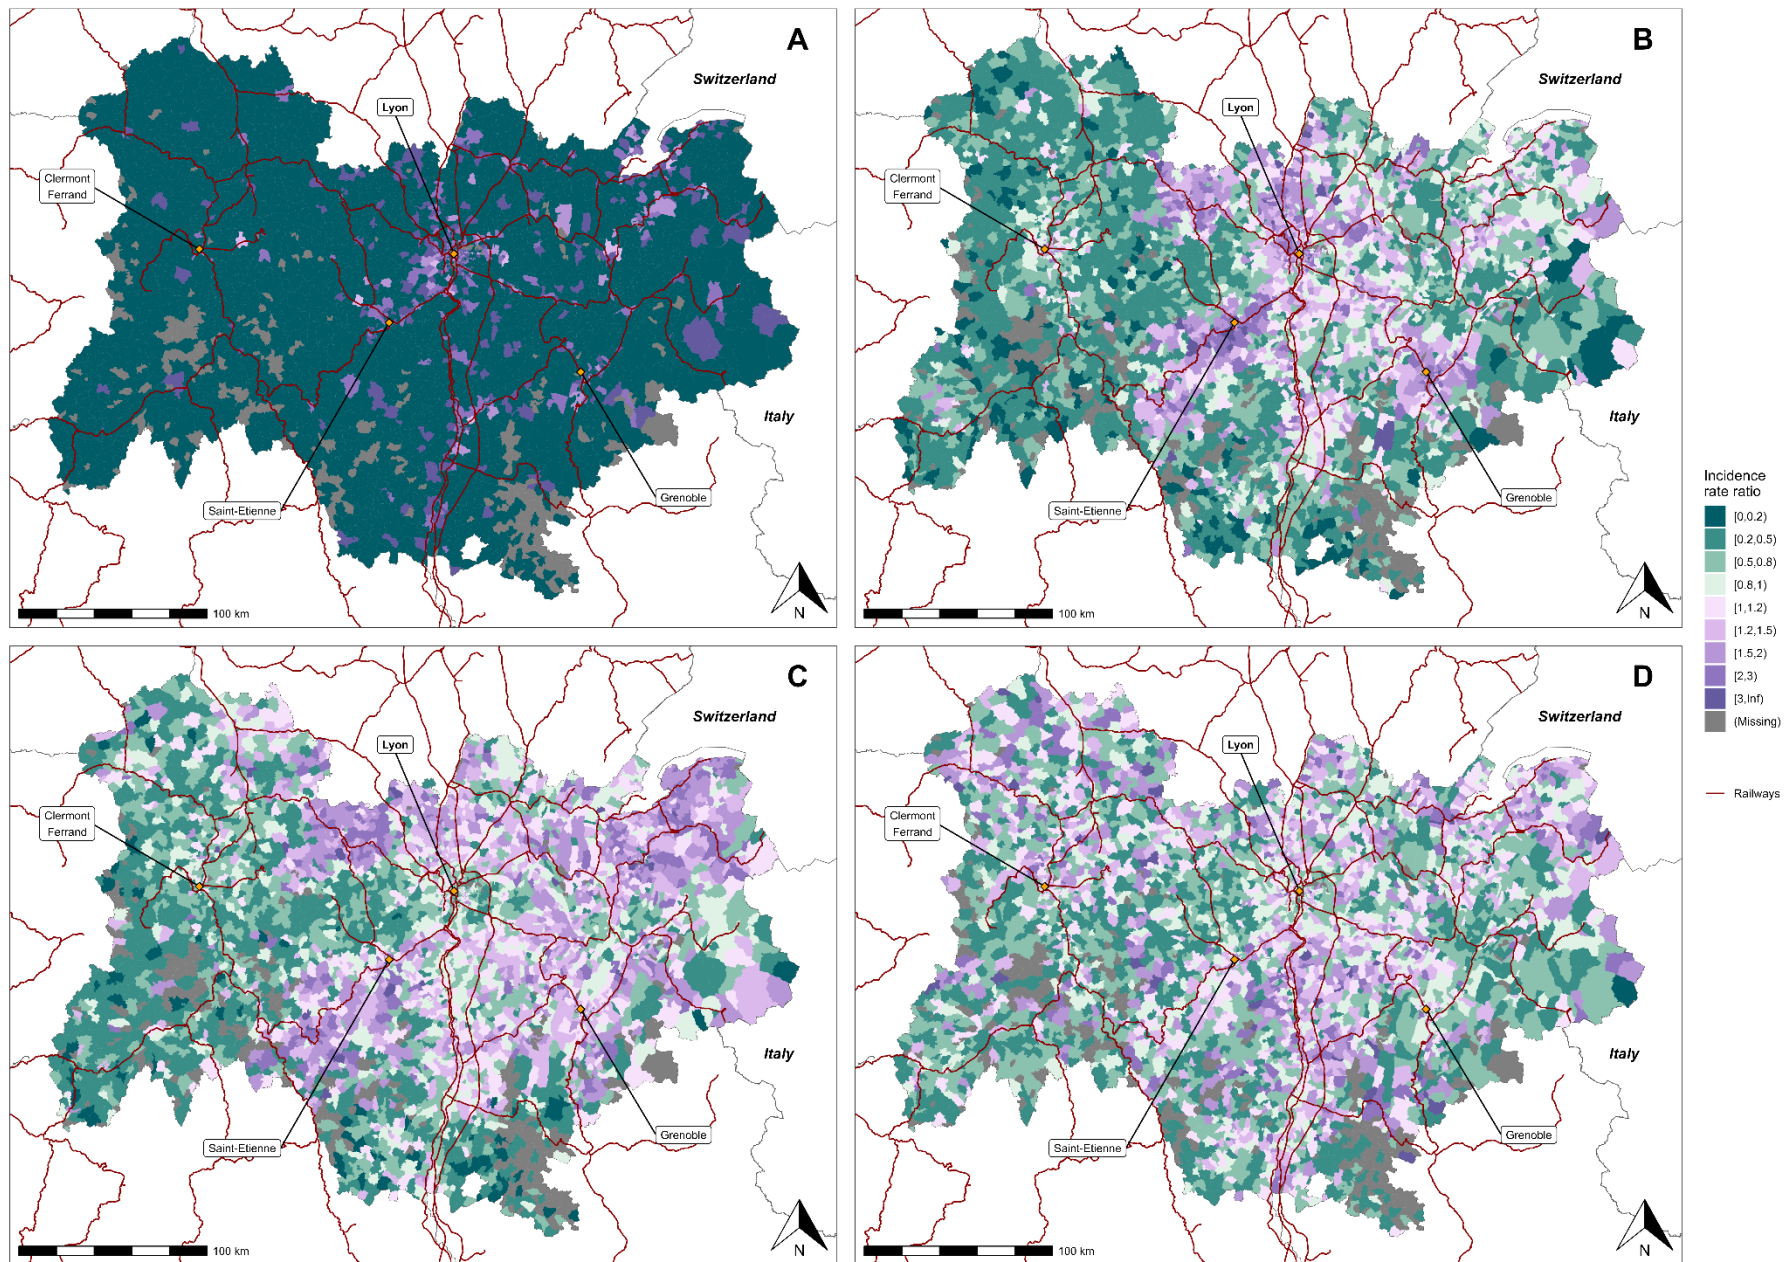 A
Switzerland
Lyon
Clermont
Ferrand
Italy
Saint-Etienne
Grenoble
100 km
N
B
Switzerland
Lyon
Clermont
Ferrand
Italy
Saint-Etienne
Grenoble
100 km
N
C
Switzerland
Lyon
Clermont
Ferrand
Italy
Saint-Etienne
Grenoble
100 km
N
D
Switzerland
Lyon
Clermont
Ferrand
Italy
Saint-Etienne
Grenoble
100 km
N
Incidence
rate ratio
[0,0.2)
[0.2,0.5)
[0.5,0.8)
[0.8,1)
[1,1.2)
[1.2,1.5)
[1.5,2)
[2,3)
[3,Inf)
(Missing)
Railways